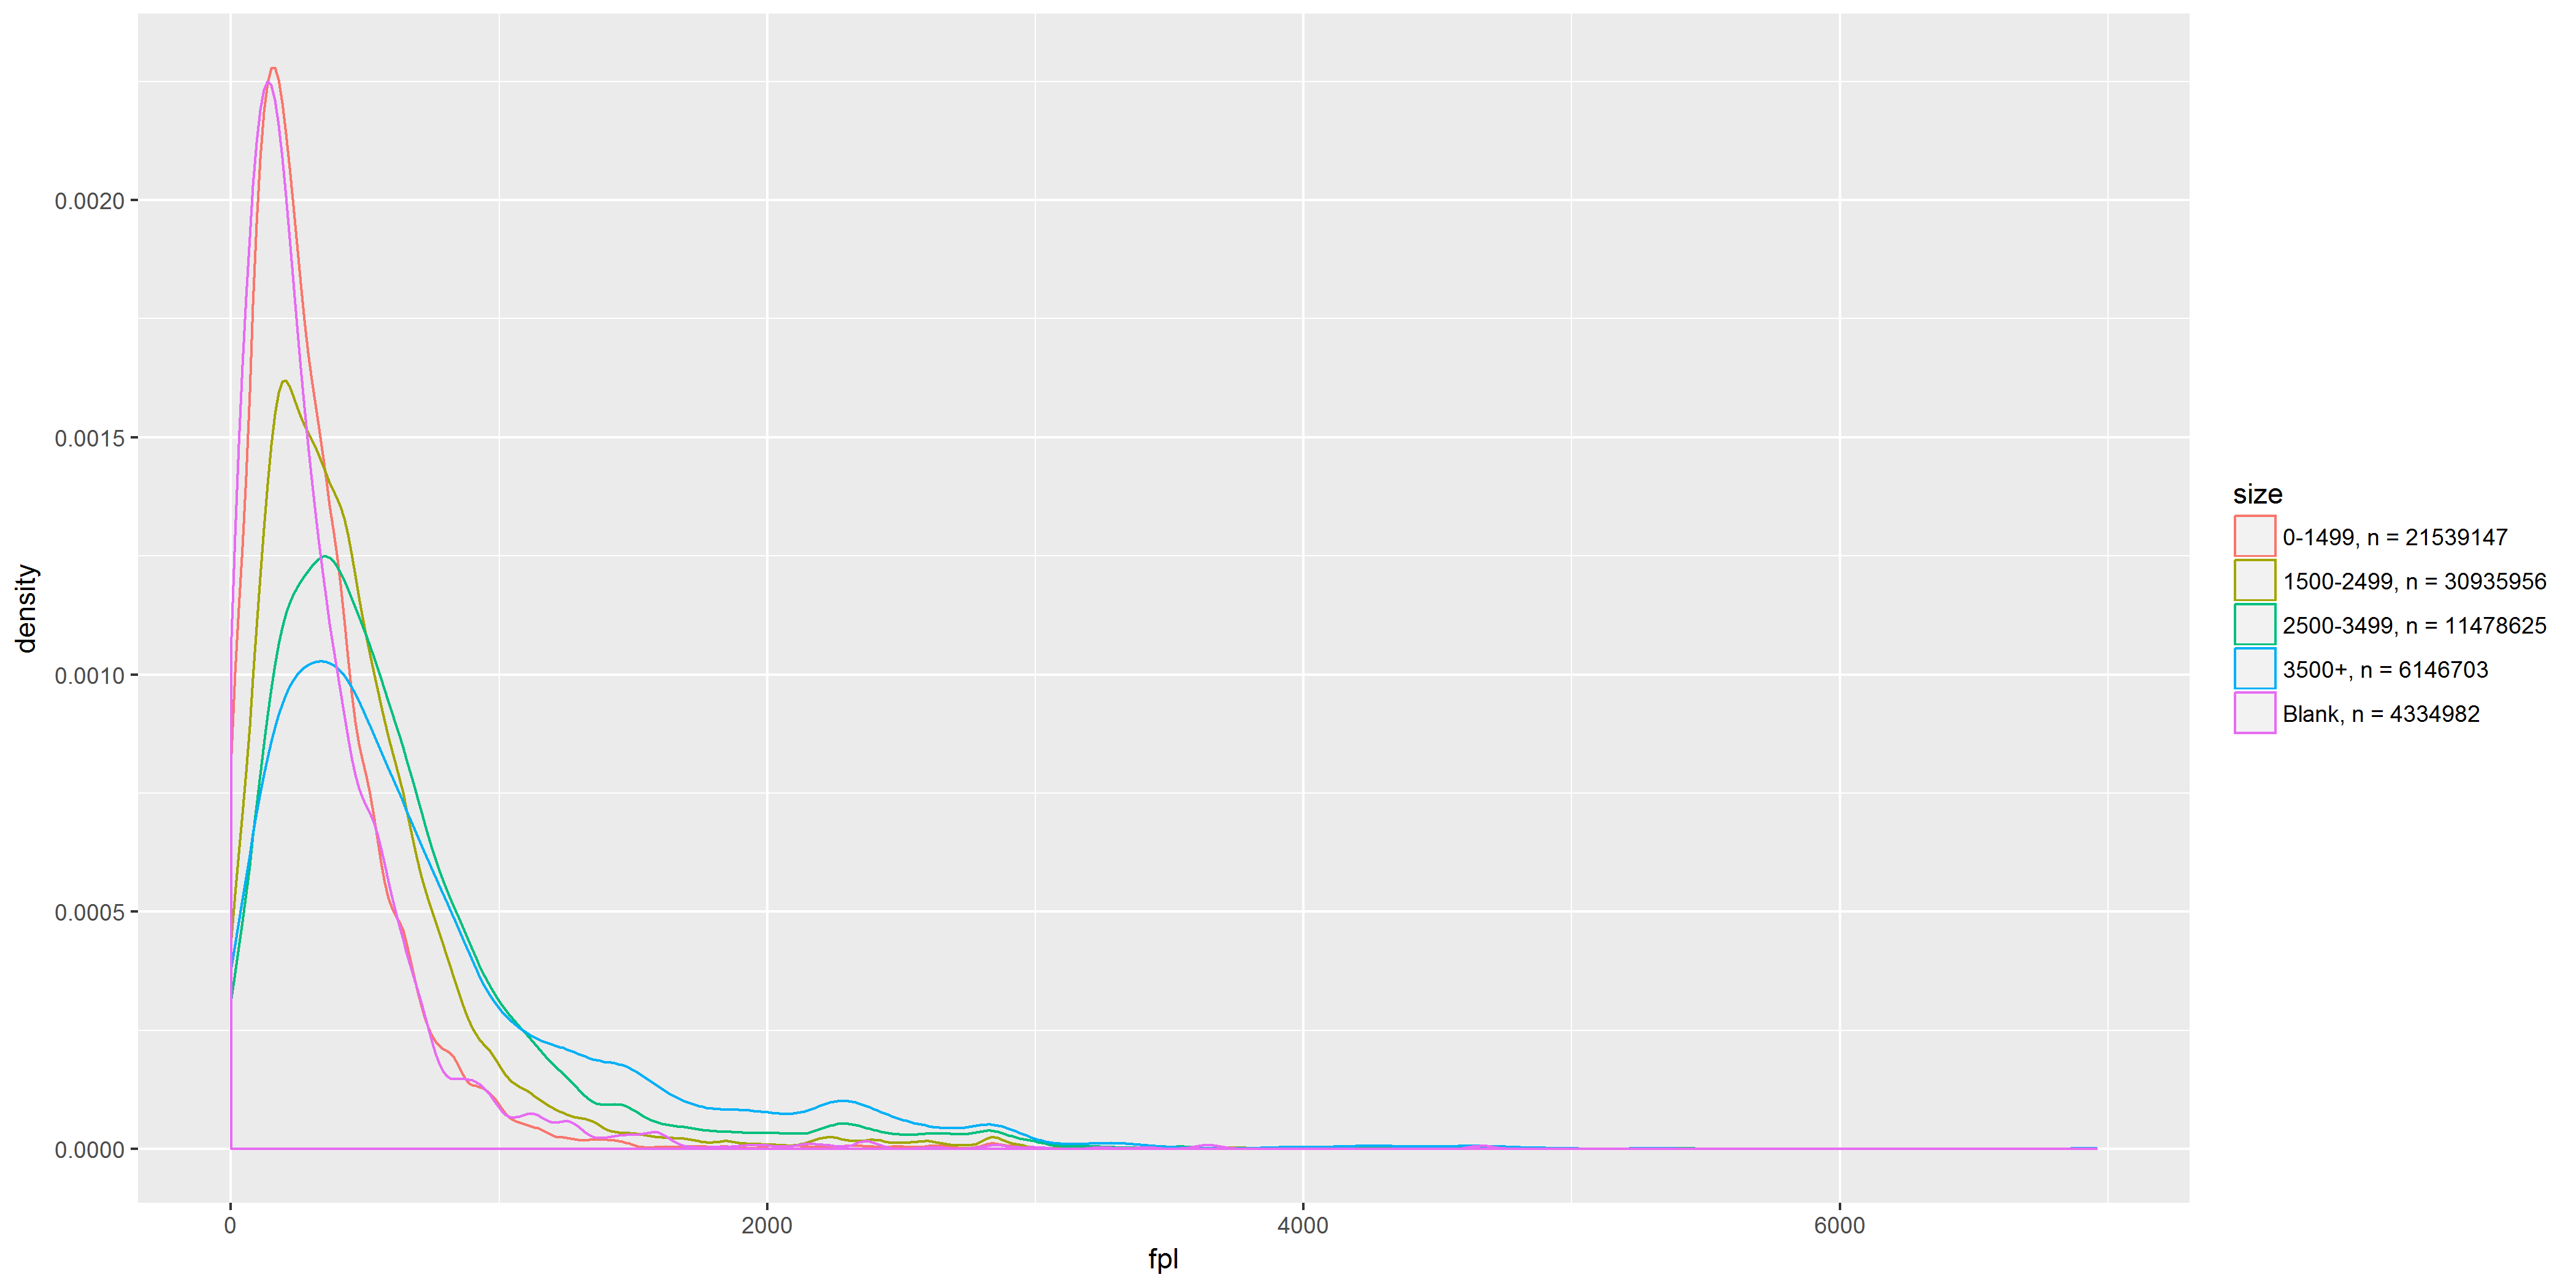 0.0020
0.0015
0.0010
0.0005
0.0000
density
0
2000
4000
6000
fpl
size
0-1499, n = 21539147
1500-2499, n = 30935956
2500-3499, n = 11478625
3500+, n = 6146703
Blank, n = 4334982